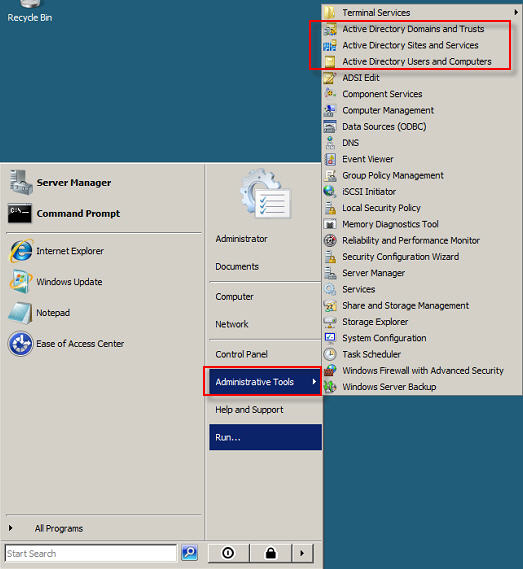 Recycle Bin
Terminal Services
Active Directory Domains and Trusts
Active Directory Sites and Services
Active Directory Users and Computers
ADSI Edit
Component Services
Computer Management
Data Sources (ODBC)
DNS
Event Viewer
Group Policy Management
iSCSI Initiator
Local Security Policy
Memory Diagnostics Tool
Reliability and Performance Monitor
Security Configuration Wizard
Server Manager
Services
Share and Storage Management
Storage Explorer
System Configuration
Task Scheduler
Windows Firewall with Advanced Security
Windows Server Backup
Server Manager
Command Prompt
Internet Explorer
Windows Update
Notepad
Ease of Access Center
All Programs
Start Search
Administrator
Documents
Computer
Network
Control Panel
Administrative Tools
Help and Support
Run...